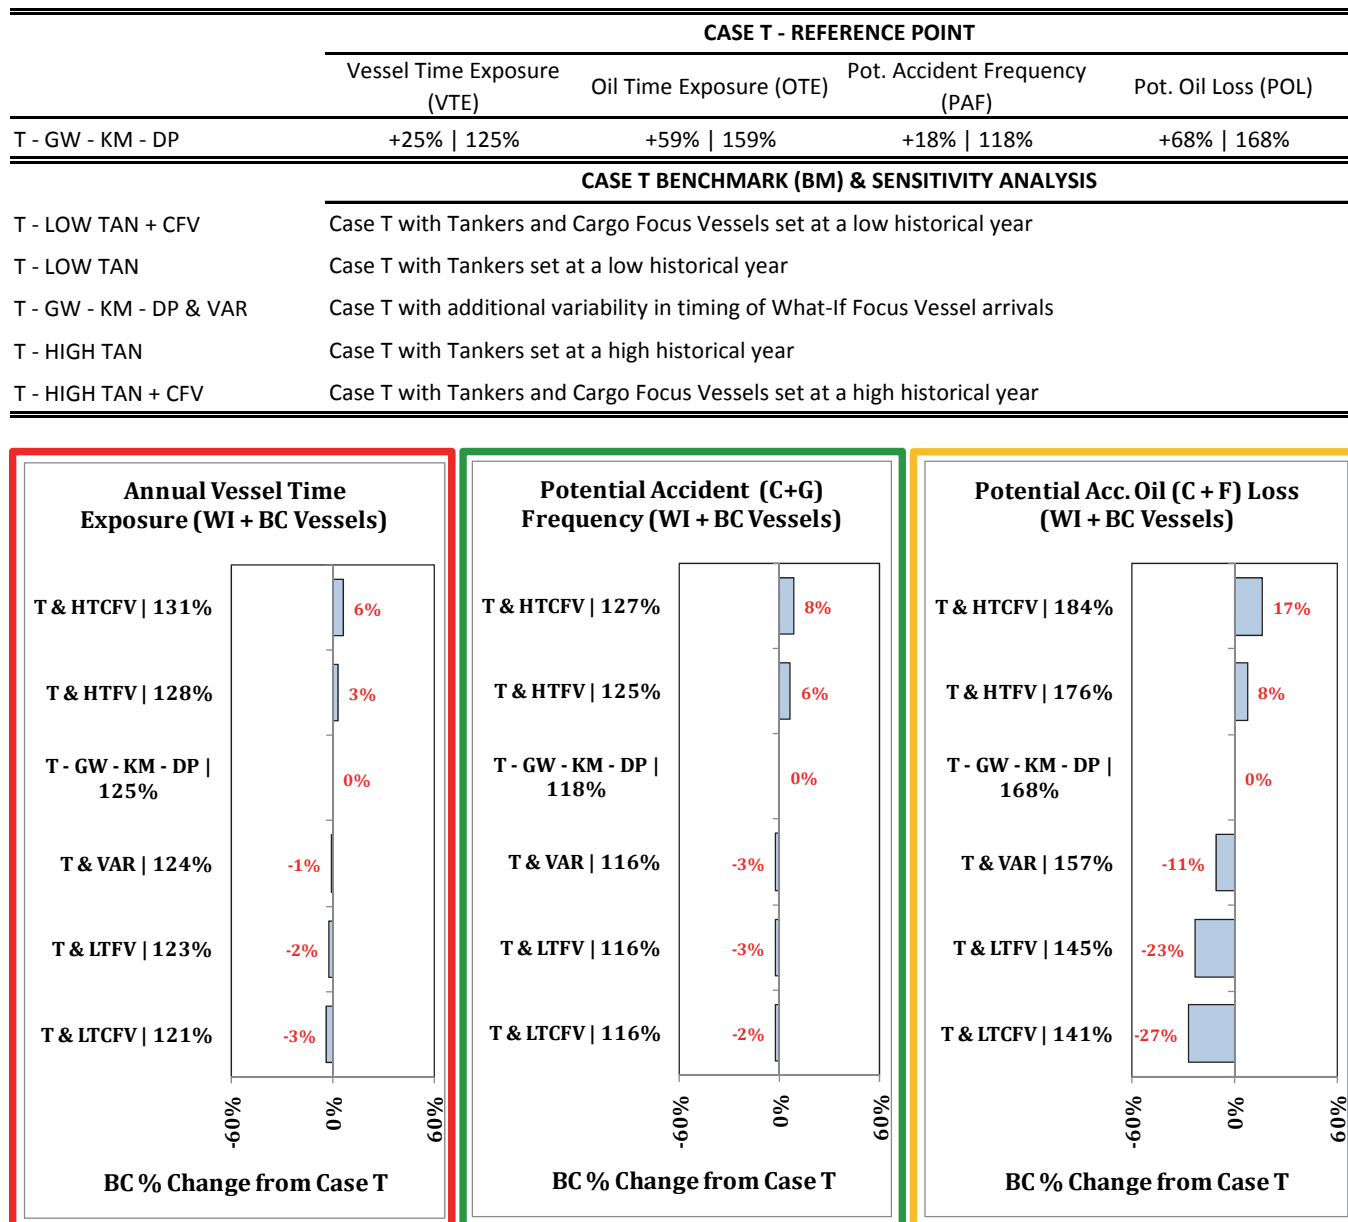 CASE T - REFERENCE POINT
Vessel Time Exposure
(VTE)
Oil Time Exposure (OTE)
Pot. Accident Frequency
(PAF)
Pot. Oil Loss (POL)
T - GW - KM - DP
+25% | 125%
+59% | 159%
+18% | 118%
+68% | 168%
CASE T BENCHMARK (BM) & SENSITIVITY ANALYSIS
T - LOW TAN + CFV
Case T with Tankers and Cargo Focus Vessels set at a low historical year
T - LOW TAN
Case T with Tankers set at a low historical year
T - GW - KM - DP & VAR
Case T with additional variability in timing of What-If Focus Vessel arrivals
T - HIGH TAN
Case T with Tankers set at a high historical year
T - HIGH TAN + CFV
Case T with Tankers and Cargo Focus Vessels set at a high historical year
Annual Vessel Time
Exposure (WI + BC Vessels)
T & HTCFV | 131%
6%
T & HTFV | 128%
3%
T - GW - KM - DP |
125%
0%
T & VAR | 124%
-1%
T & LTFV | 123%
-2%
T & LTCFV | 121%
-3%
-60%
0%
60%
BC % Change from Case T
Potential Accident (C+G)
Frequency (WI + BC Vessels)
T & HTCFV | 127%
8%
T & HTFV | 125%
6%
T - GW - KM - DP |
118%
0%
T & VAR | 116%
-3%
T & LTFV | 116%
-3%
T & LTCFV | 116%
-2%
-60%
0%
60%
BC % Change from Case T
Potential Acc. Oil (C + F) Loss
(WI + BC Vessels)
T & HTCFV | 184%
17%
T & HTFV | 176%
8%
T - GW - KM - DP |
168%
0%
T & VAR | 157%
-11%
T & LTFV | 145%
-23%
T & LTCFV | 141%
-27%
-60%
0%
60%
BC % Change from Case T